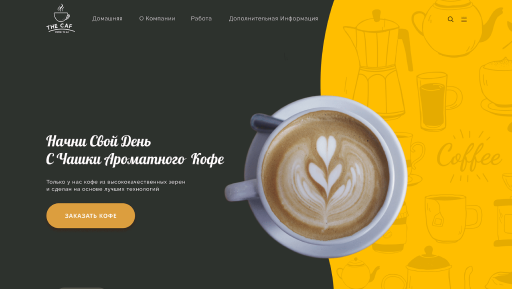 THE CAF
Домашняя
О Компании
Работа
Дополнительная Информация
Начни Свой День
С Чашки Ароматного Кофе
Только у нас кофе из высококачественных зерен
и сделан на основе лучших технологий
ЗАКАЗАТЬ КОФЕ
Coffee